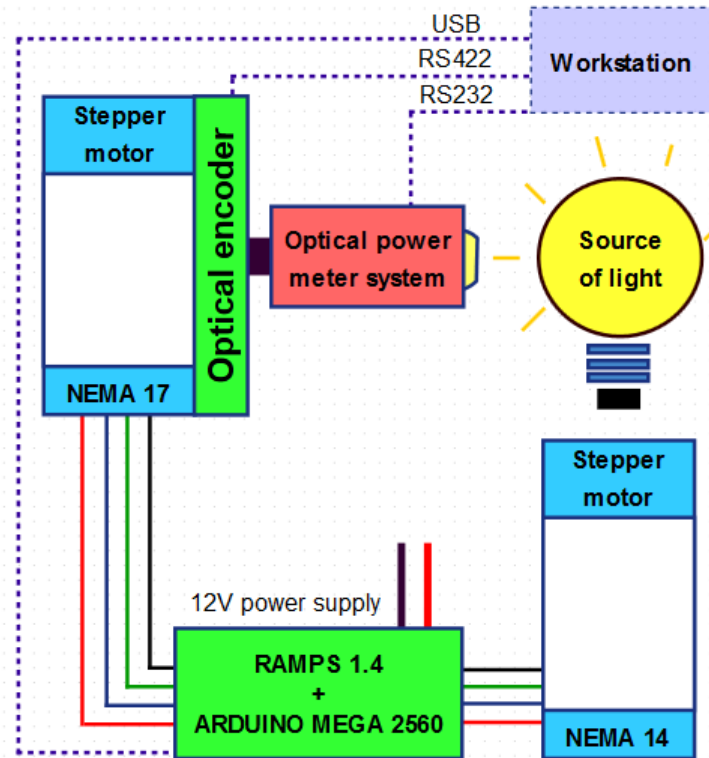 USB
RS422
RS232
Workstation
Stepper
motor
Optical encoder
Optical power
meter system
Source
of light
NEMA 17
Stepper
motor
12V power supply
RAMPS 1.4
+
ARDUINO MEGA 2560
NEMA 14